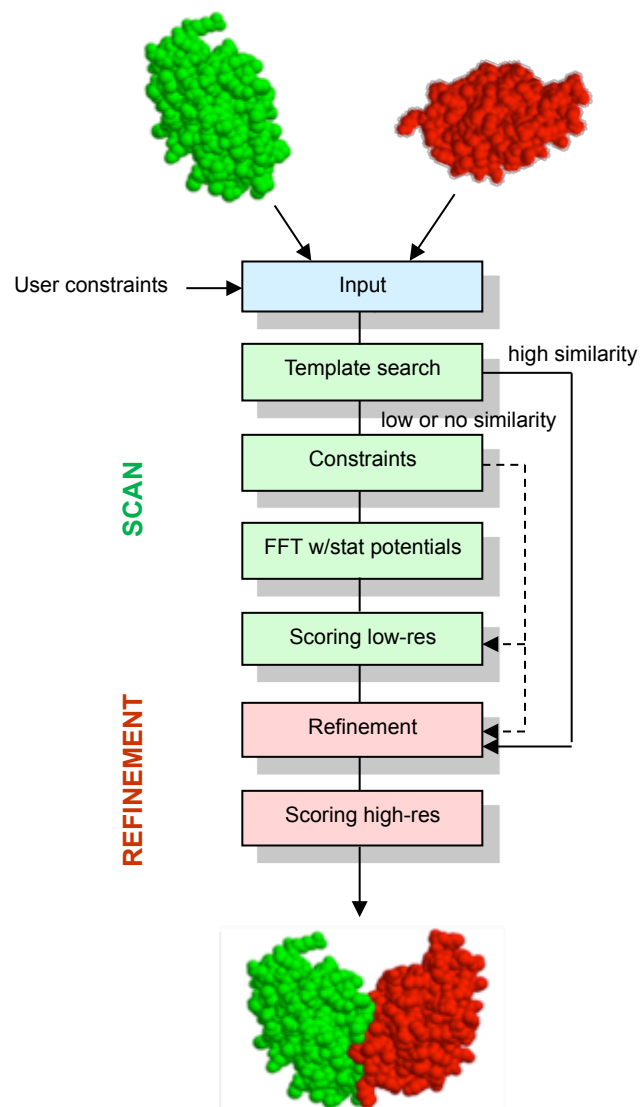 User constraints
Input
Template search
high similarity
low or no similarity
Constraints
SCAN
FFT w/stat potentials
Scoring low-res
REFINEMENT
Refinement
Scoring high-res